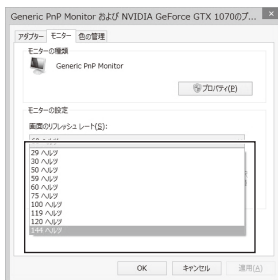 Generic PnP Monitor および NVIDIA GeForce GTX 1070のプ...
アダプター モニター 色の管理
モニターの種類
Generic PnP Monitor
プロパティ(P)
モニターの設定
画面のリフレッシュ レート(S):
29 ヘルツ
30 ヘルツ
50 ヘルツ
59 ヘルツ
60 ヘルツ
75 ヘルツ
100 ヘルツ
119 ヘルツ
120 ヘルツ
144 ヘルツ
OK キャンセル 適用(A)